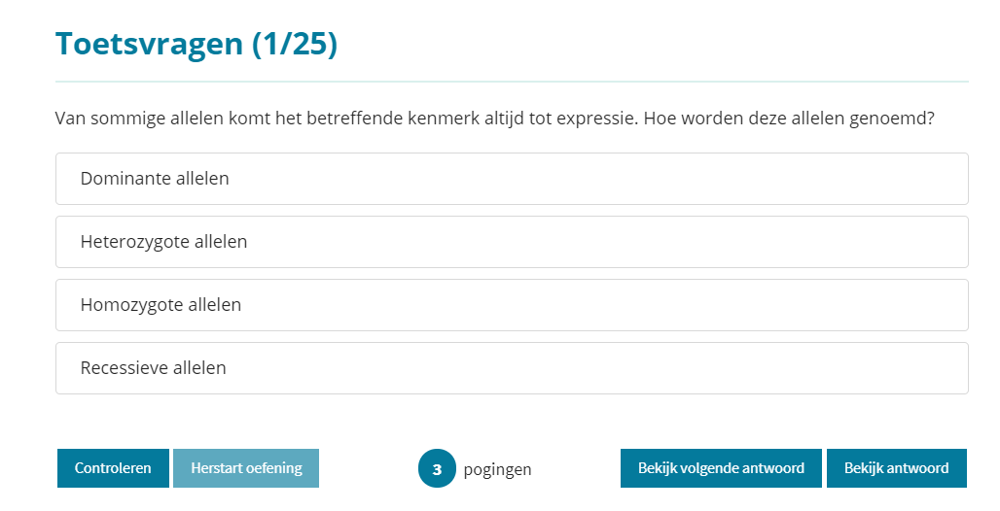 Toetsvragen (1/25)
Van sommige allelen komt het betreffende kenmerk altijd tot expressie. Hoe worden deze allelen genoemd?
Dominante allelen
Heterozygote allelen
Homozygote allelen
Recessieve allelen
Controleren Herstart oefening 3 pogingen Bekijk volgende antwoord Bekijk antwoord